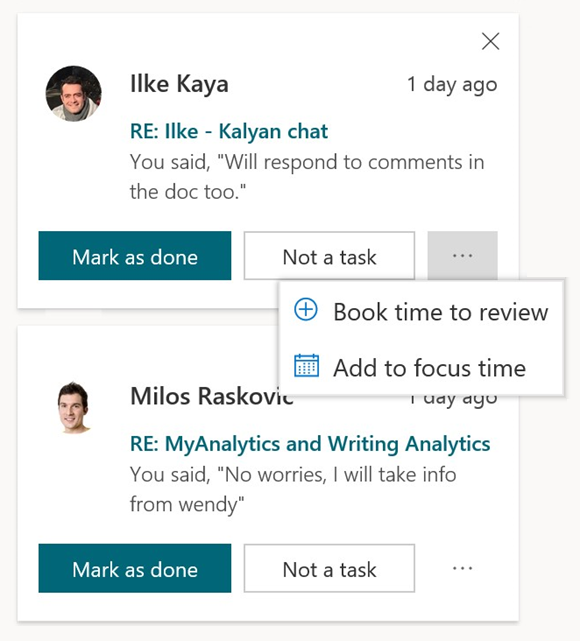 Ilke Kaya
1 day ago
RE: Ilke - Kalyan chat
You said, "Will respond to comments in
the doc too."
Mark as done
Not a task
...
Book time to review
Add to focus time
Milos Raskovic
1 day ago
RE: MyAnalytics and Writing Analytics
You said, "No worries, I will take info
from wendy"
Mark as done
Not a task
...